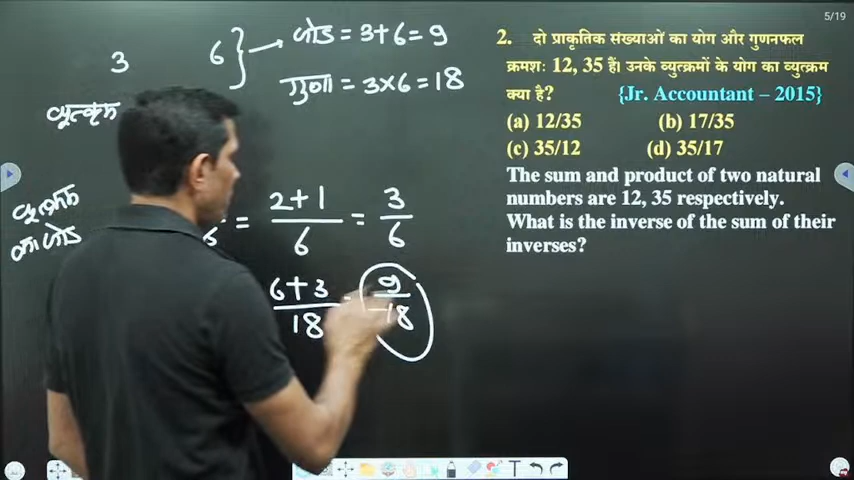 5/19
3 6 } → जोड = 3+6 = 9
गुणा = 3×6 = 18
व्युत्क्रम
व्युत्क्रम
का जोड
6 = 2+1/6 = 3/6
6+3/18 = 9/18
2. दो प्राकृतिक संख्याओं का योग और गुणनफल
क्रमशः 12, 35 हैं। उनके व्युत्क्रमों के योग का व्युत्क्रम
क्या है? {Jr. Accountant – 2015}
(a) 12/35 (b) 17/35
(c) 35/12 (d) 35/17
The sum and product of two natural
numbers are 12, 35 respectively.
What is the inverse of the sum of their
inverses?